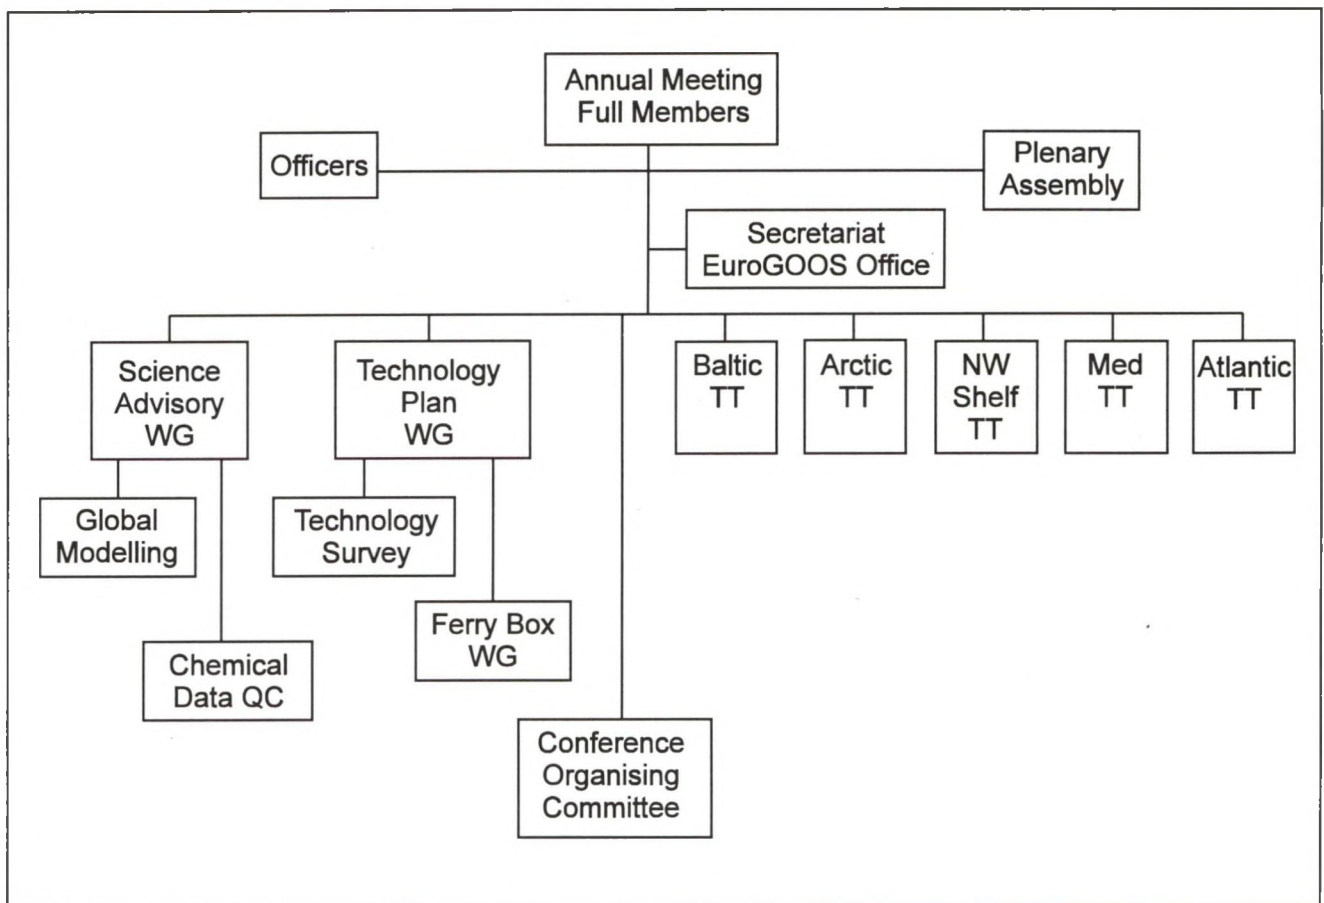 Annual Meeting
Full Members
Officers
Plenary
Assembly
Secretariat
EuroGOOS Office
Science
Advisory
WG
Technology
Plan
WG
Baltic
TT
Arctic
TT
NW
Shelf
TT
Med
TT
Atlantic
TT
Global
Modelling
Technology
Survey
Ferry Box
WG
Chemical
Data QC
Conference
Organising
Committee